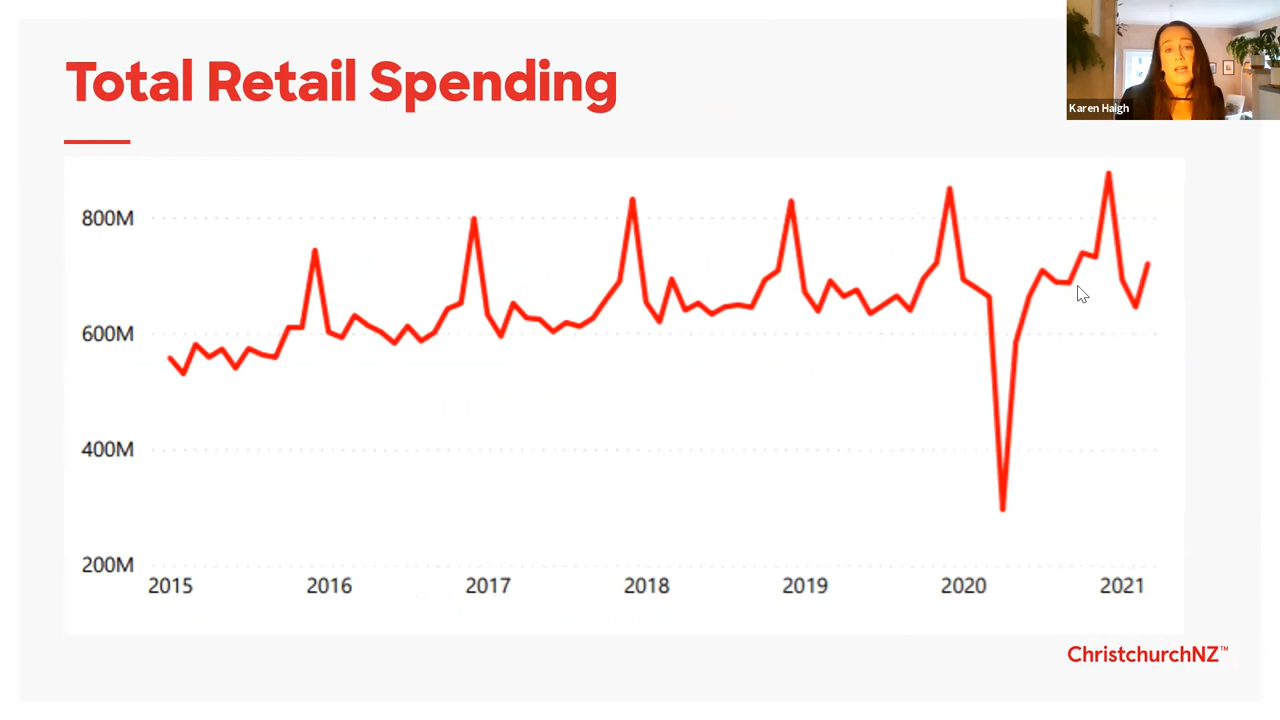 Total Retail Spending
Karen Haigh
800M
600M
400M
200M
2015 2016 2017 2018 2019 2020 2021
ChristchurchNZ™